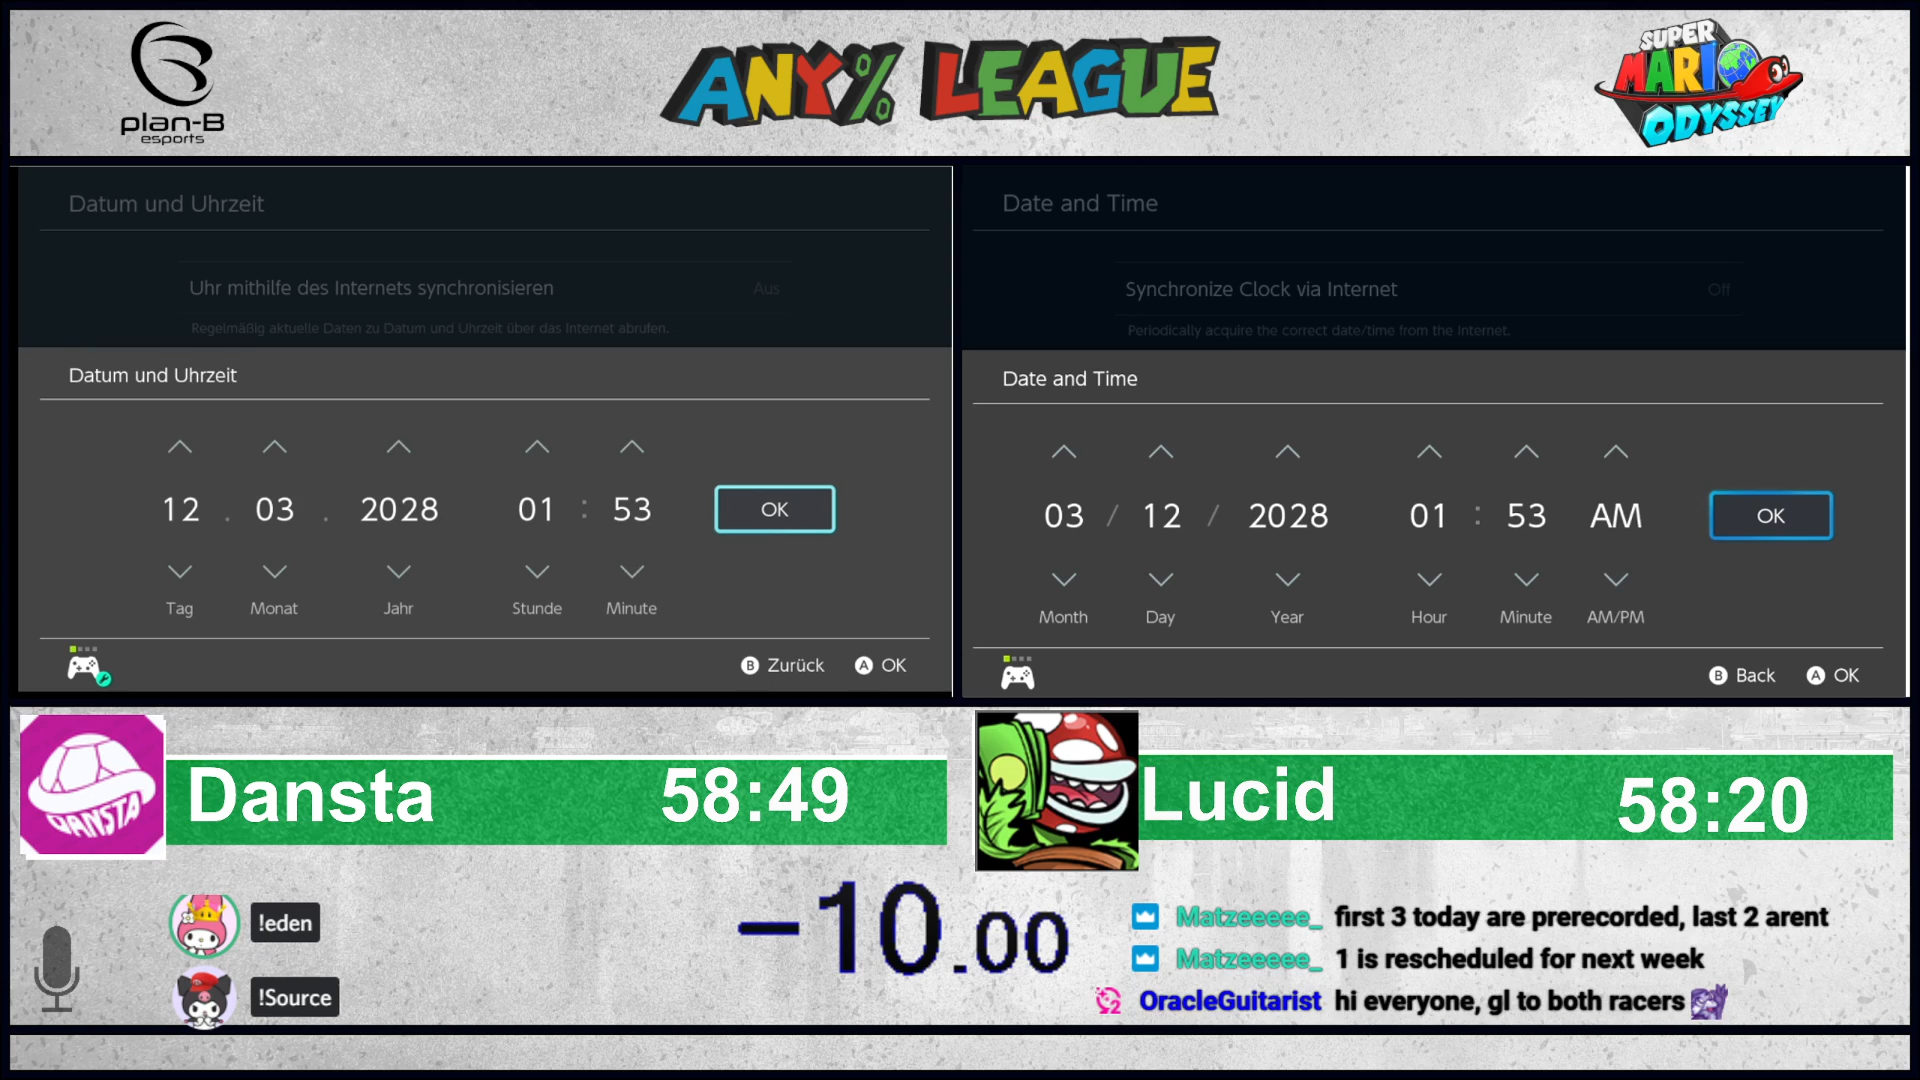 plan-B
esports
ANY% LEAGUE
SUPER
MARIO
ODYSSEY
Datum und Uhrzeit
Uhr mithilfe des Internets synchronisieren Aus
Regelmäßig aktuelle Daten zu Datum und Uhrzeit über das Internet abrufen.
Datum und Uhrzeit
12 . 03 . 2028 01 : 53 OK
Tag Monat Jahr Stunde Minute
B Zurück A OK
Date and Time
Synchronize Clock via Internet Off
Periodically acquire the correct date/time from the Internet.
Date and Time
03 / 12 / 2028 01 : 53 AM OK
Month Day Year Hour Minute AM/PM
B Back A OK
DANSTA
Dansta 58:49
Lucid 58:20
!eden
!Source
-10.00
Matzeeeee_ first 3 today are prerecorded, last 2 arent
Matzeeeee_ 1 is rescheduled for next week
OracleGuitarist hi everyone, gl to both racers